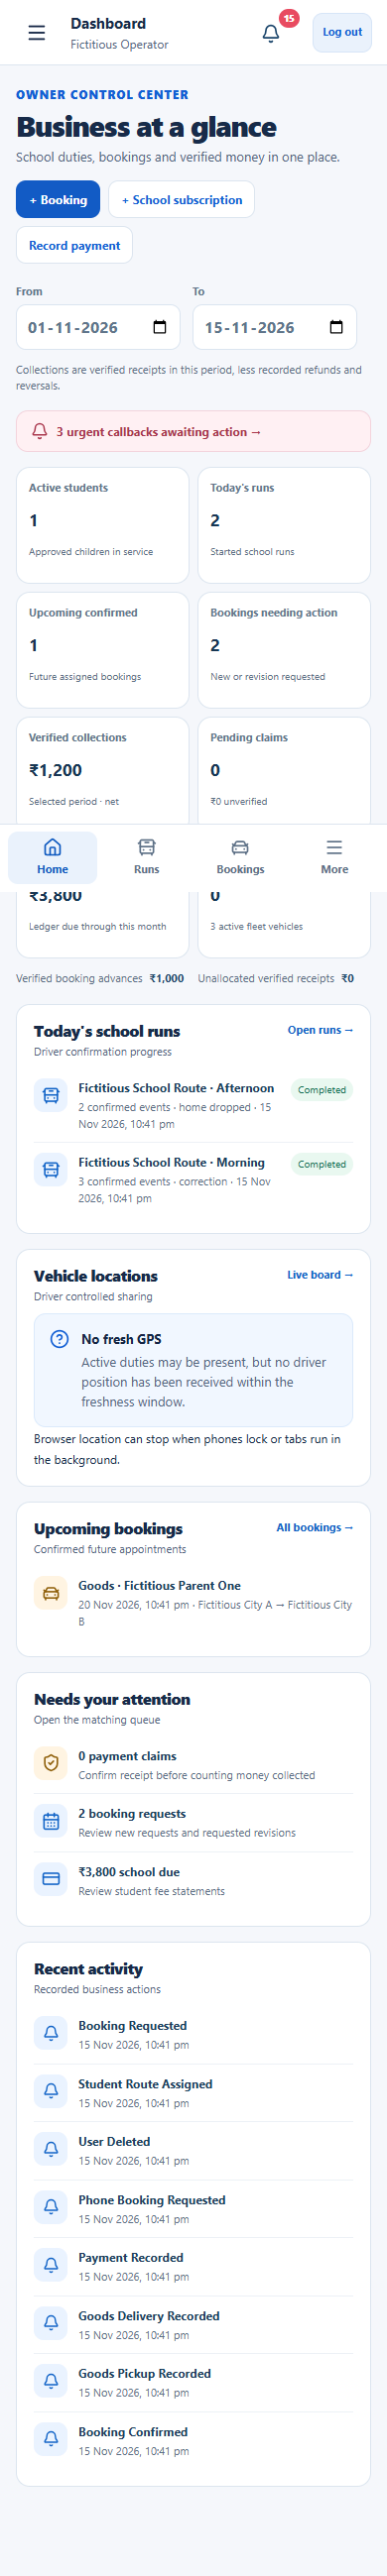 Dashboard
Fictitious Operator
15
Log out
OWNER CONTROL CENTER
Business at a glance
School duties, bookings and verified money in one place.
+ Booking
+ School subscription
Record payment
From
To
01-11-2026
15-11-2026
Collections are verified receipts in this period, less recorded refunds and
reversals.
3 urgent callbacks awaiting action →
Active students
1
Approved children in service
Today's runs
2
Started school runs
Upcoming confirmed
1
Future assigned bookings
Bookings needing action
2
New or revision requested
Verified collections
₹1,200
Selected period · net
Pending claims
0
₹0 unverified
Home
Runs
Bookings
More
₹3,800
Ledger due through this month
0
3 active fleet vehicles
Verified booking advances ₹1,000
Unallocated verified receipts ₹0
Today's school runs
Open runs →
Driver confirmation progress
Fictitious School Route · Afternoon
Completed
2 confirmed events · home dropped · 15
Nov 2026, 10:41 pm
Fictitious School Route · Morning
Completed
3 confirmed events · correction · 15 Nov
2026, 10:41 pm
Vehicle locations
Live board →
Driver controlled sharing
No fresh GPS
Active duties may be present, but no driver
position has been received within the
freshness window.
Browser location can stop when phones lock or tabs run in
the background.
Upcoming bookings
All bookings →
Confirmed future appointments
Goods · Fictitious Parent One
20 Nov 2026, 10:41 pm · Fictitious City A → Fictitious City
B
Needs your attention
Open the matching queue
0 payment claims
Confirm receipt before counting money collected
2 booking requests
Review new requests and requested revisions
₹3,800 school due
Review student fee statements
Recent activity
Recorded business actions
Booking Requested
15 Nov 2026, 10:41 pm
Student Route Assigned
15 Nov 2026, 10:41 pm
User Deleted
15 Nov 2026, 10:41 pm
Phone Booking Requested
15 Nov 2026, 10:41 pm
Payment Recorded
15 Nov 2026, 10:41 pm
Goods Delivery Recorded
15 Nov 2026, 10:41 pm
Goods Pickup Recorded
15 Nov 2026, 10:41 pm
Booking Confirmed
15 Nov 2026, 10:41 pm